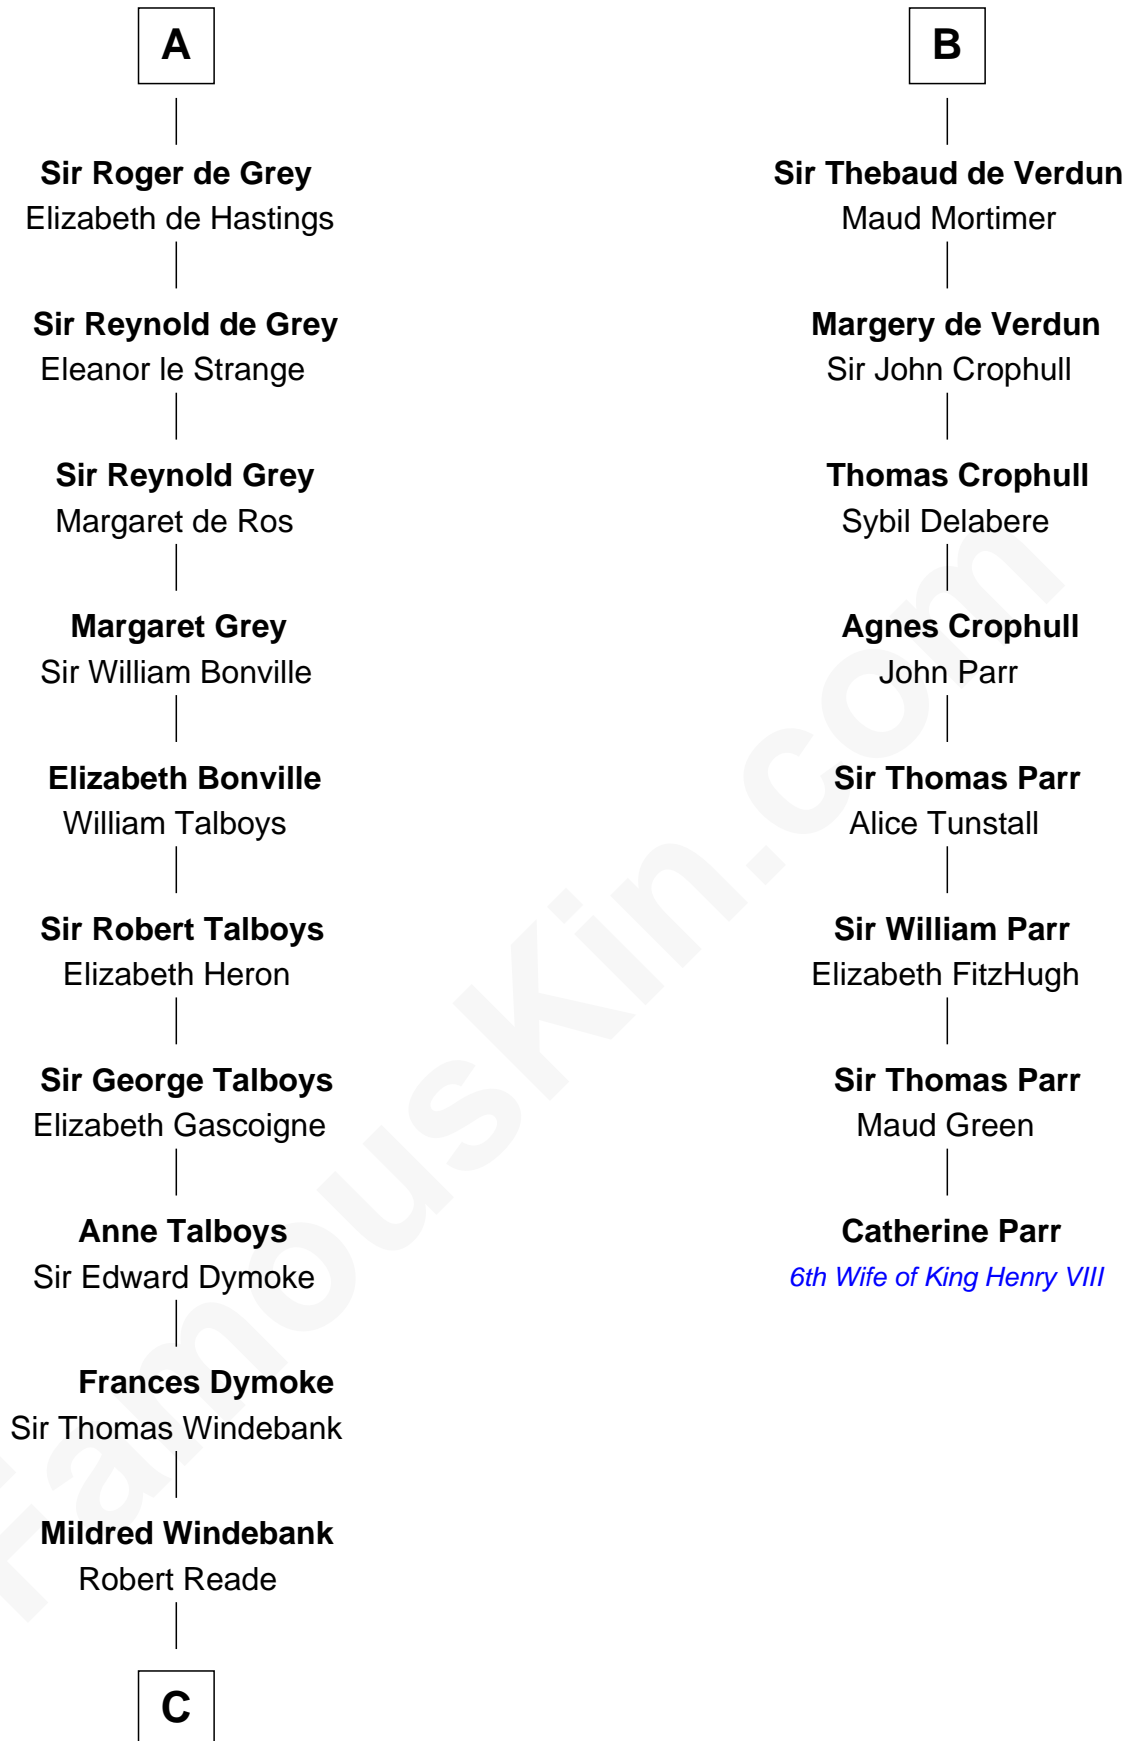 A
Sir Roger de Grey
Elizabeth de Hastings
Sir Reynold de Grey
Eleanor le Strange
Sir Reynold Grey
Margaret de Ros
Margaret Grey
Sir William Bonville
Elizabeth Bonville
William Talboys
Sir Robert Talboys
Elizabeth Heron
Sir George Talboys
Elizabeth Gascoigne
Anne Talboys
Sir Edward Dymoke
Frances Dymoke
Sir Thomas Windebank
Mildred Windebank
Robert Reade
C
B
Sir Thebaud de Verdun
Maud Mortimer
Margery de Verdun
Sir John Crophull
Thomas Crophull
Sybil Delabere
Agnes Crophull
John Parr
Sir Thomas Parr
Alice Tunstall
Sir William Parr
Elizabeth FitzHugh
Sir Thomas Parr
Maud Green
Catherine Parr
6th Wife of King Henry VIII
FamousKin.com